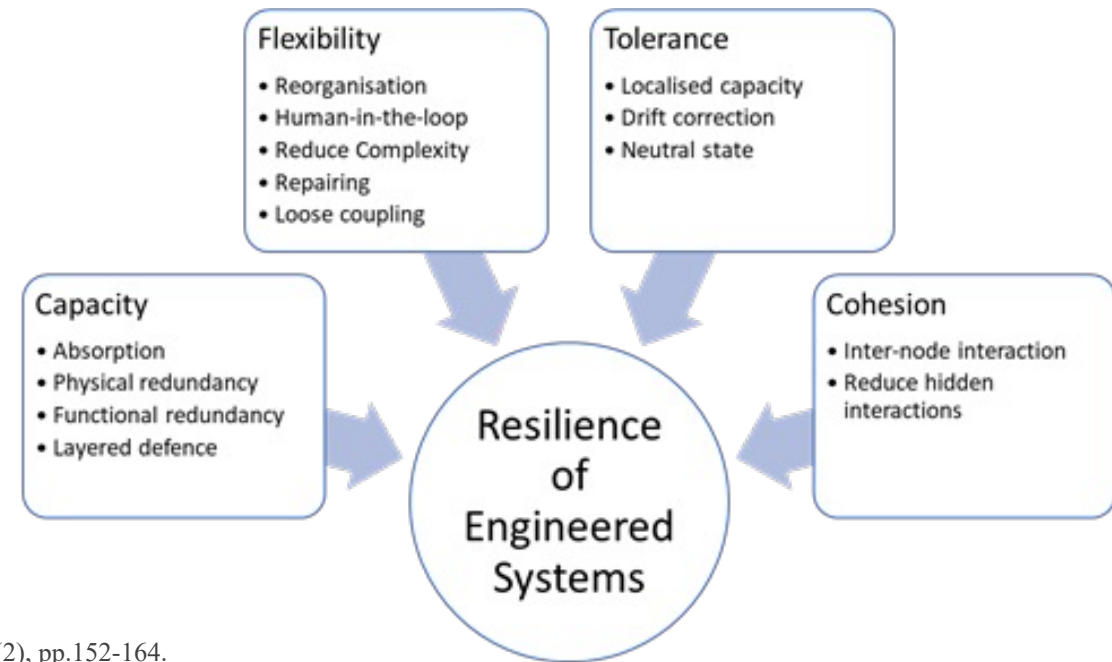 Flexibility
• Reorganisation
• Human-in-the-loop
• Reduce Complexity
• Repairing
• Loose coupling
Tolerance
• Localised capacity
• Drift correction
• Neutral state
Capacity
• Absorption
• Physical redundancy
• Functional redundancy
• Layered defence
Cohesion
• Inter-node interaction
• Reduce hidden
interactions
Resilience
of
Engineered
Systems
(2), pp.152-164.